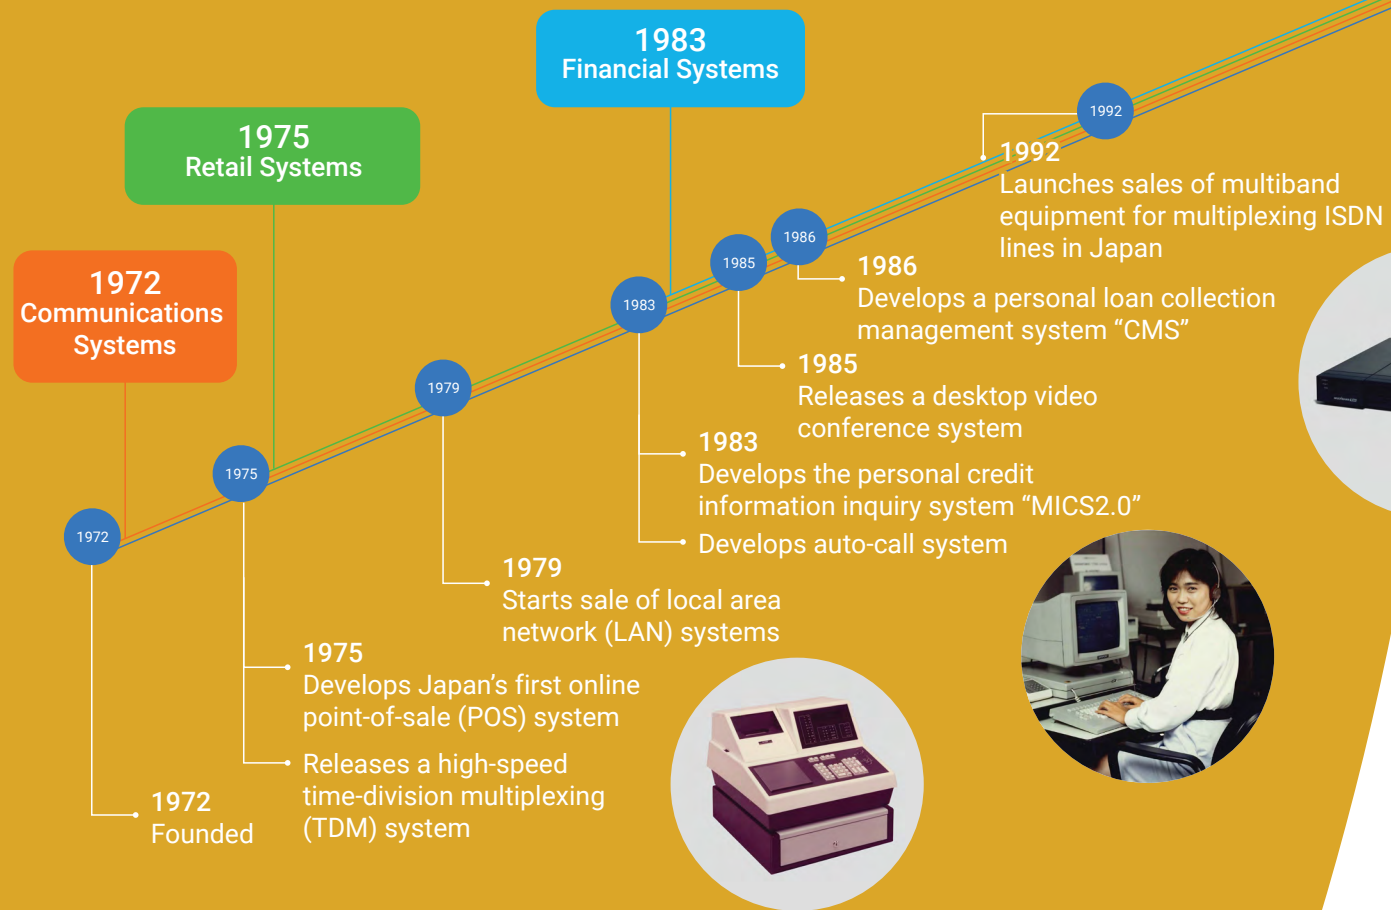 1983
Financial Systems
1975
Retail Systems
1972
Communications
Systems
1992
1986
1985
1983
1979
1975
1972
1992
Launches sales of multiband
equipment for multiplexing ISDN
lines in Japan
1986
Develops a personal loan collection
management system “CMS”
1985
Releases a desktop video
conference system
1983
Develops the personal credit
information inquiry system “MICS2.0”
Develops auto-call system
1979
Starts sale of local area
network (LAN) systems
1975
Develops Japan’s first online
point-of-sale (POS) system
Releases a high-speed
time-division multiplexing
(TDM) system
1972
Founded